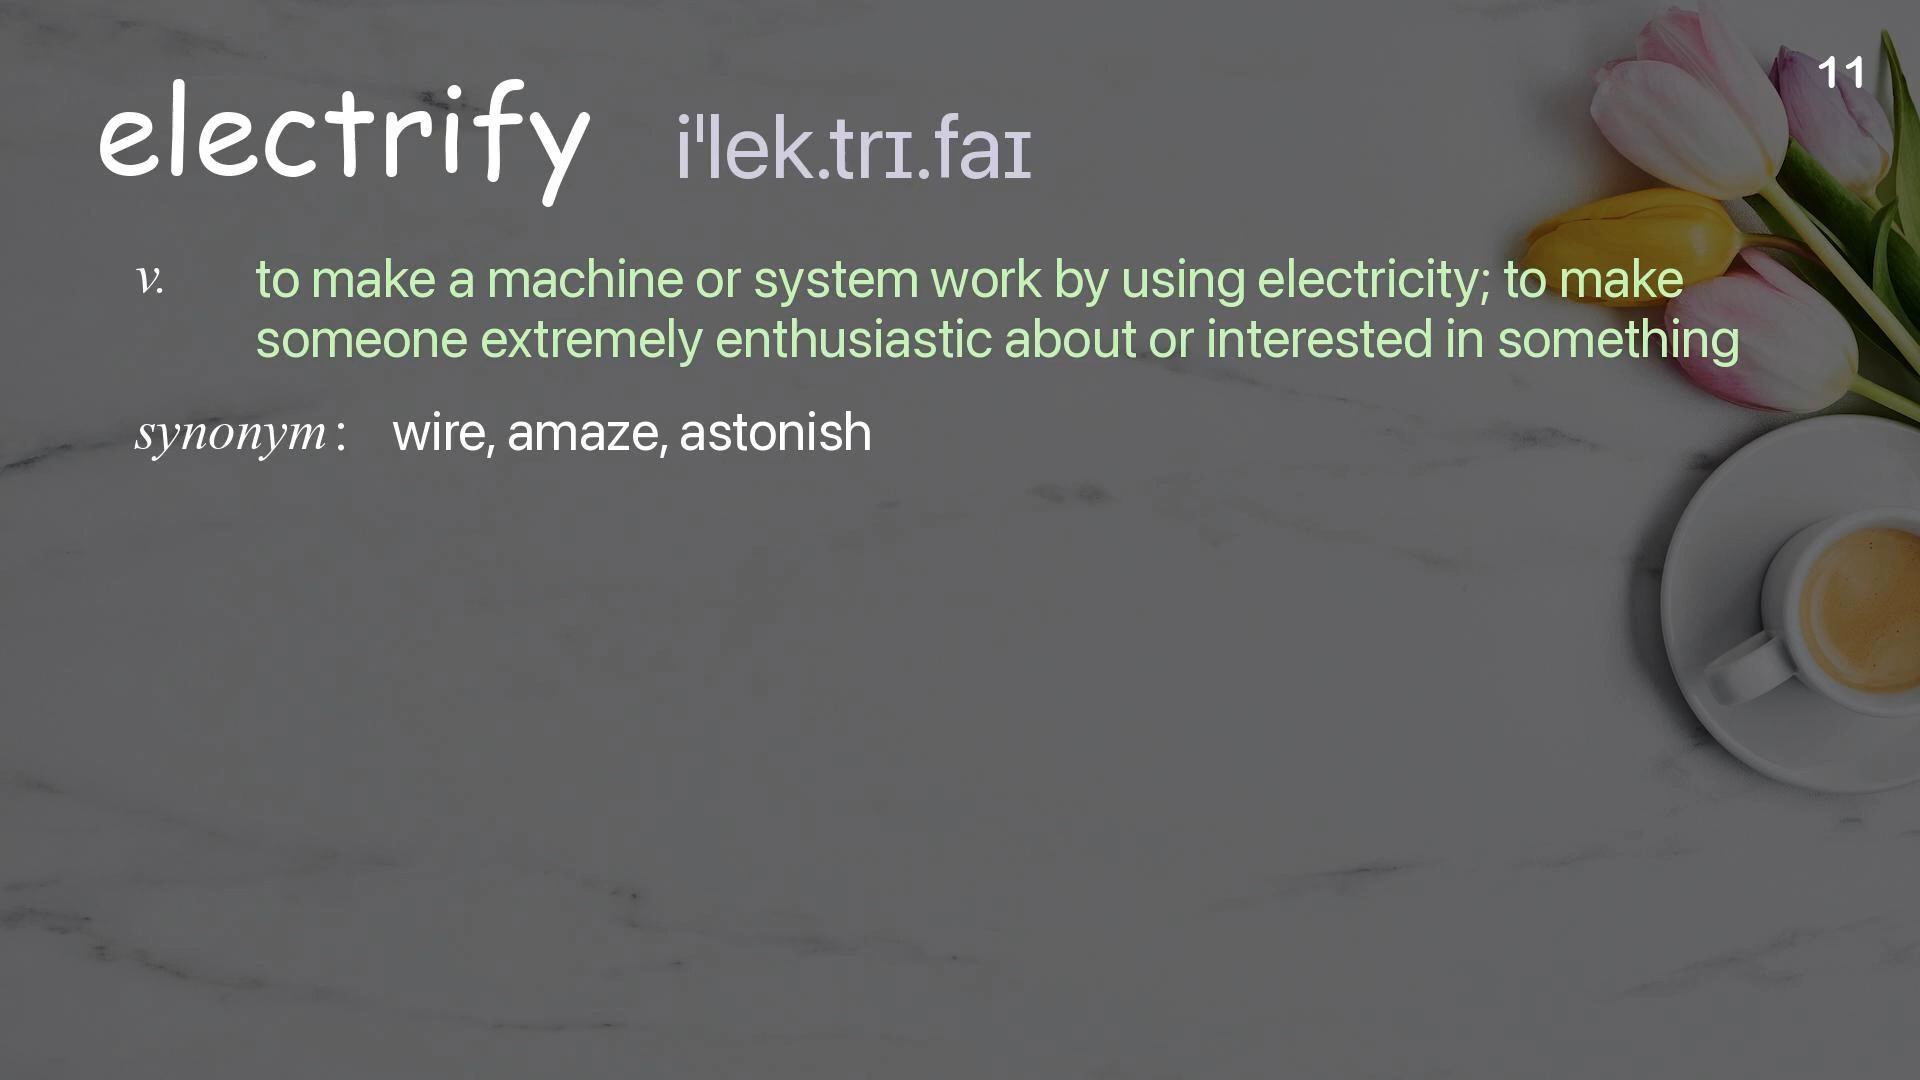 electrify iˈlek.trɪ.faɪ
11
v. to make a machine or system work by using electricity; to make
someone extremely enthusiastic about or interested in something
synonym : wire, amaze, astonish